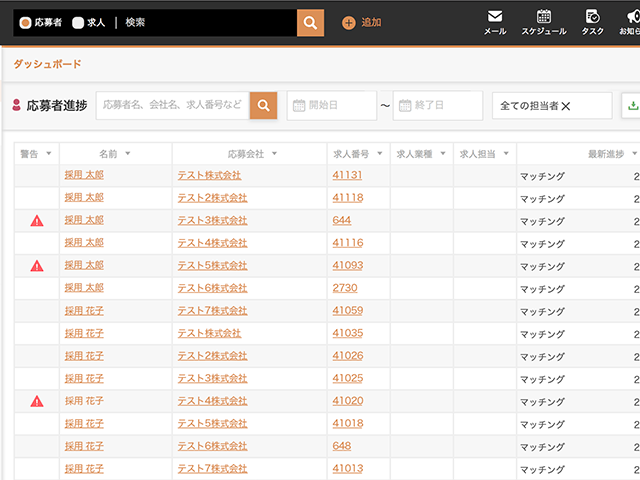 応募者 求人 | 検索 追加 メール スケジュール タスク お知ら
ダッシュボード
応募者進捗 応募者名、会社名、求人番号など 開始日 〜 終了日 全ての担当者✕
警告 名前 応募会社 求人番号 求人業種 求人担当 最新進捗
採用 太郎 テスト株式会社 41131 マッチング 2
採用 太郎 テスト2株式会社 41118 マッチング 2
採用 太郎 テスト3株式会社 644 マッチング 2
採用 太郎 テスト4株式会社 41116 マッチング 2
採用 太郎 テスト5株式会社 41093 マッチング 2
採用 太郎 テスト6株式会社 2730 マッチング 2
採用 花子 テスト7株式会社 41059 マッチング 2
採用 花子 テスト株式会社 41035 マッチング 2
採用 花子 テスト2株式会社 41026 マッチング 2
採用 花子 テスト3株式会社 41025 マッチング 2
採用 花子 テスト4株式会社 41020 マッチング 2
採用 花子 テスト5株式会社 41018 マッチング 2
採用 花子 テスト6株式会社 648 マッチング 2
採用 花子 テスト7株式会社 41013 マッチング 2